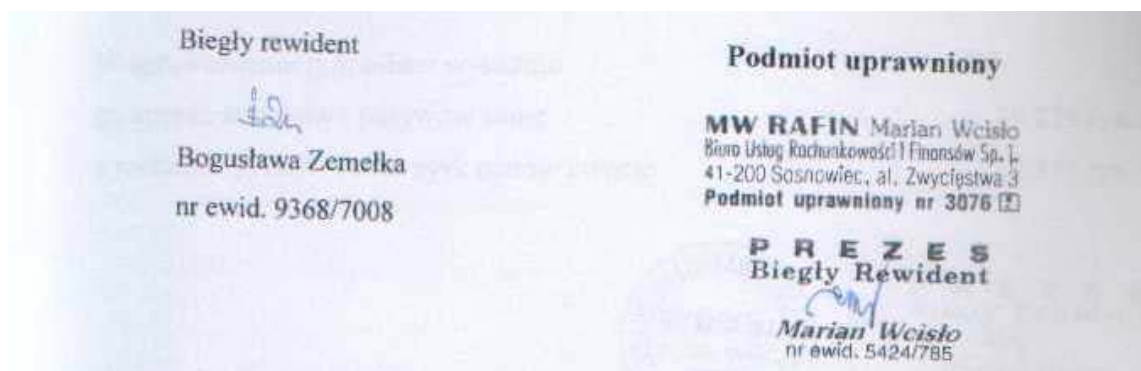 Biegły rewident
Bogusława Zemełka
nr ewid. 9368/7008
Podmiot uprawniony
MW RAFIN Marian Wcisło
Biuro Usług Rachunkowości i Finansów Sp. j.
41-200 Sosnowiec, al. Zwycięstwa 3
Podmiot uprawniony nr 3076
PREZES
Biegły Rewident
Marian Wcisło
nr ewid. 5424/785